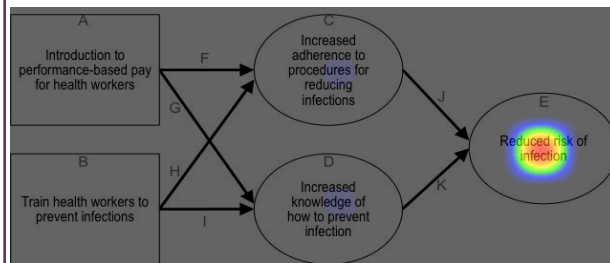 A
Introduction to
performance-based pay
for health workers
F
G
C
Increased
adherence to
procedures for
reducing
infections
J
E
Reduced risk of
infection
B
Train health workers to
prevent infections
H
I
D
Increased
knowledge of
how to prevent
infection
K